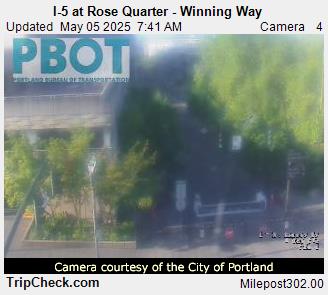 I-5 at Rose Quarter - Winning Way
Updated May 05 2025 7:41 AM Camera 4
PBOT
PORTLAND BUREAU OF TRANSPORTATION
Camera courtesy of the City of Portland
TripCheck.com Milepost302.00